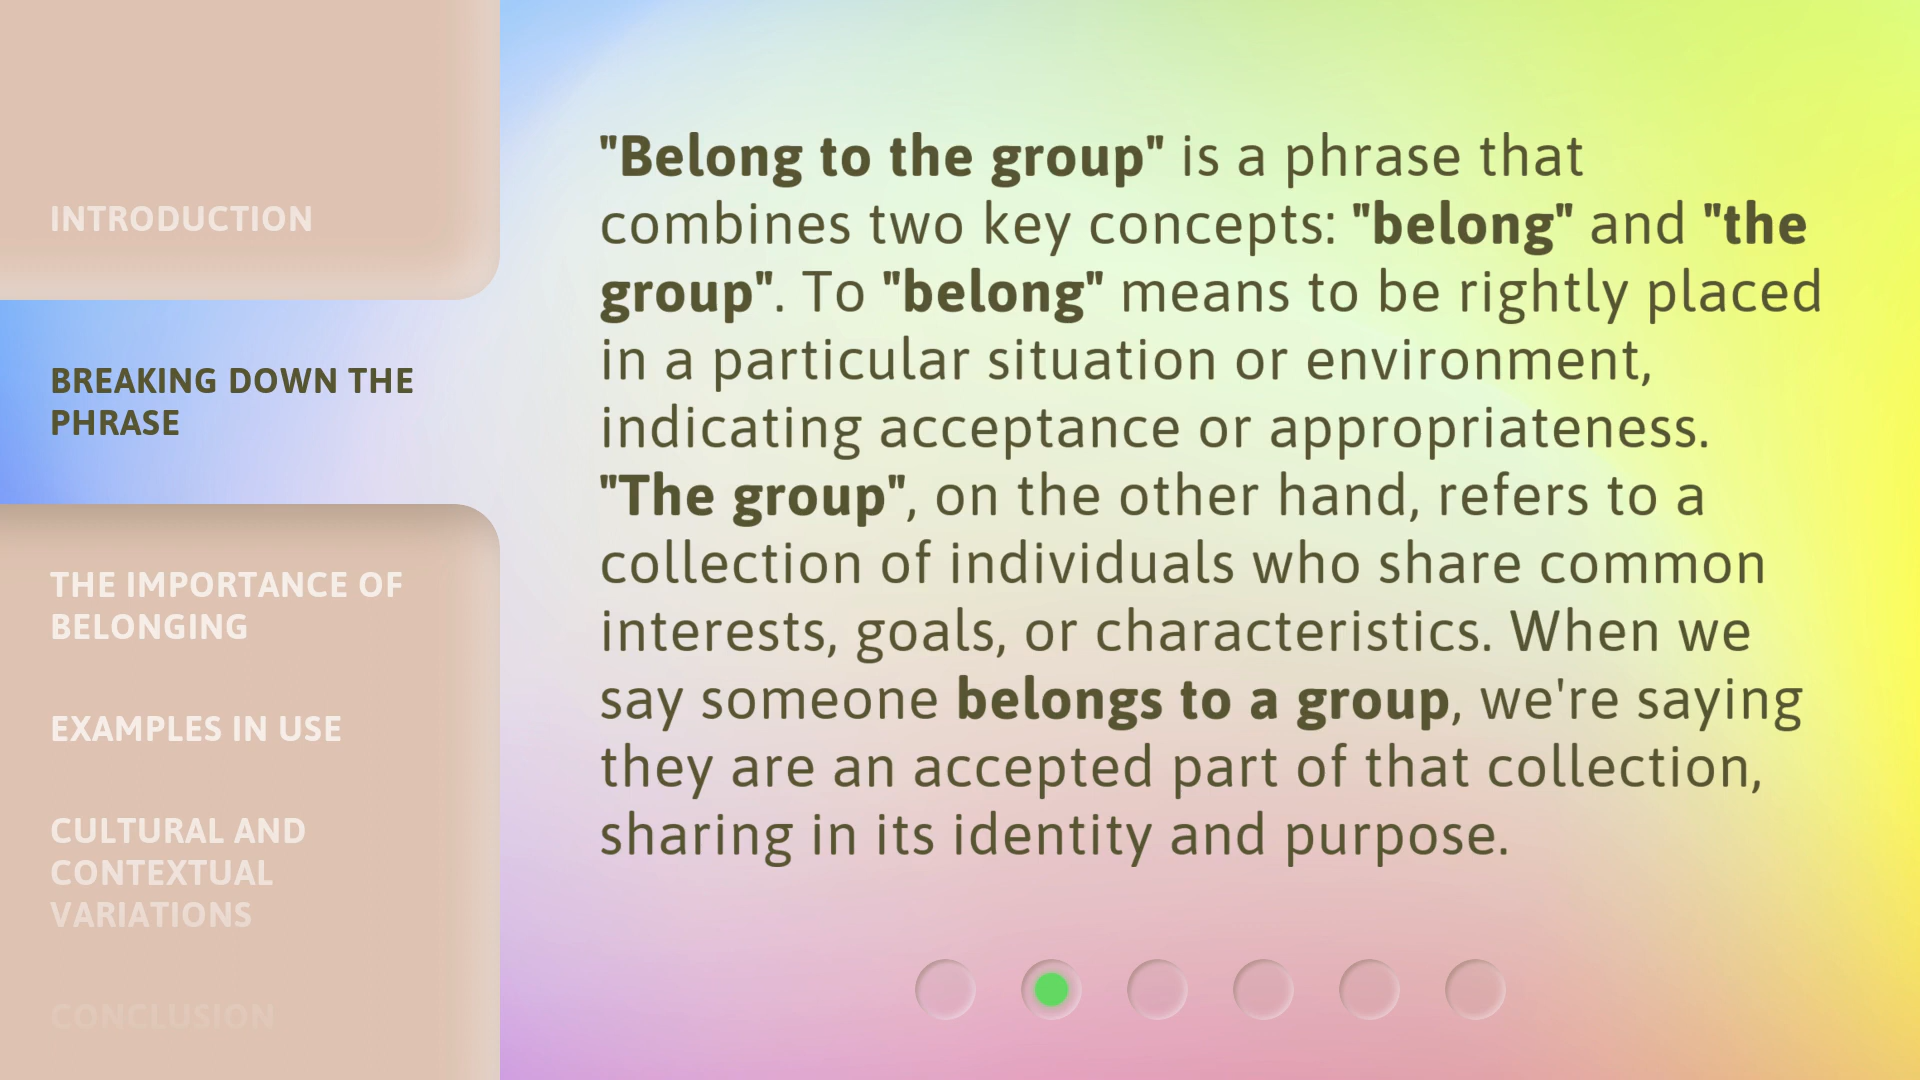 INTRODUCTION
BREAKING DOWN THE
PHRASE
THE IMPORTANCE OF
BELONGING
EXAMPLES IN USE
CULTURAL AND
CONTEXTUAL
VARIATIONS
CONCLUSION
"Belong to the group" is a phrase that
combines two key concepts: "belong" and "the
group". To "belong" means to be rightly placed
in a particular situation or environment,
indicating acceptance or appropriateness.
"The group", on the other hand, refers to a
collection of individuals who share common
interests, goals, or characteristics. When we
say someone belongs to a group, we're saying
they are an accepted part of that collection,
sharing in its identity and purpose.